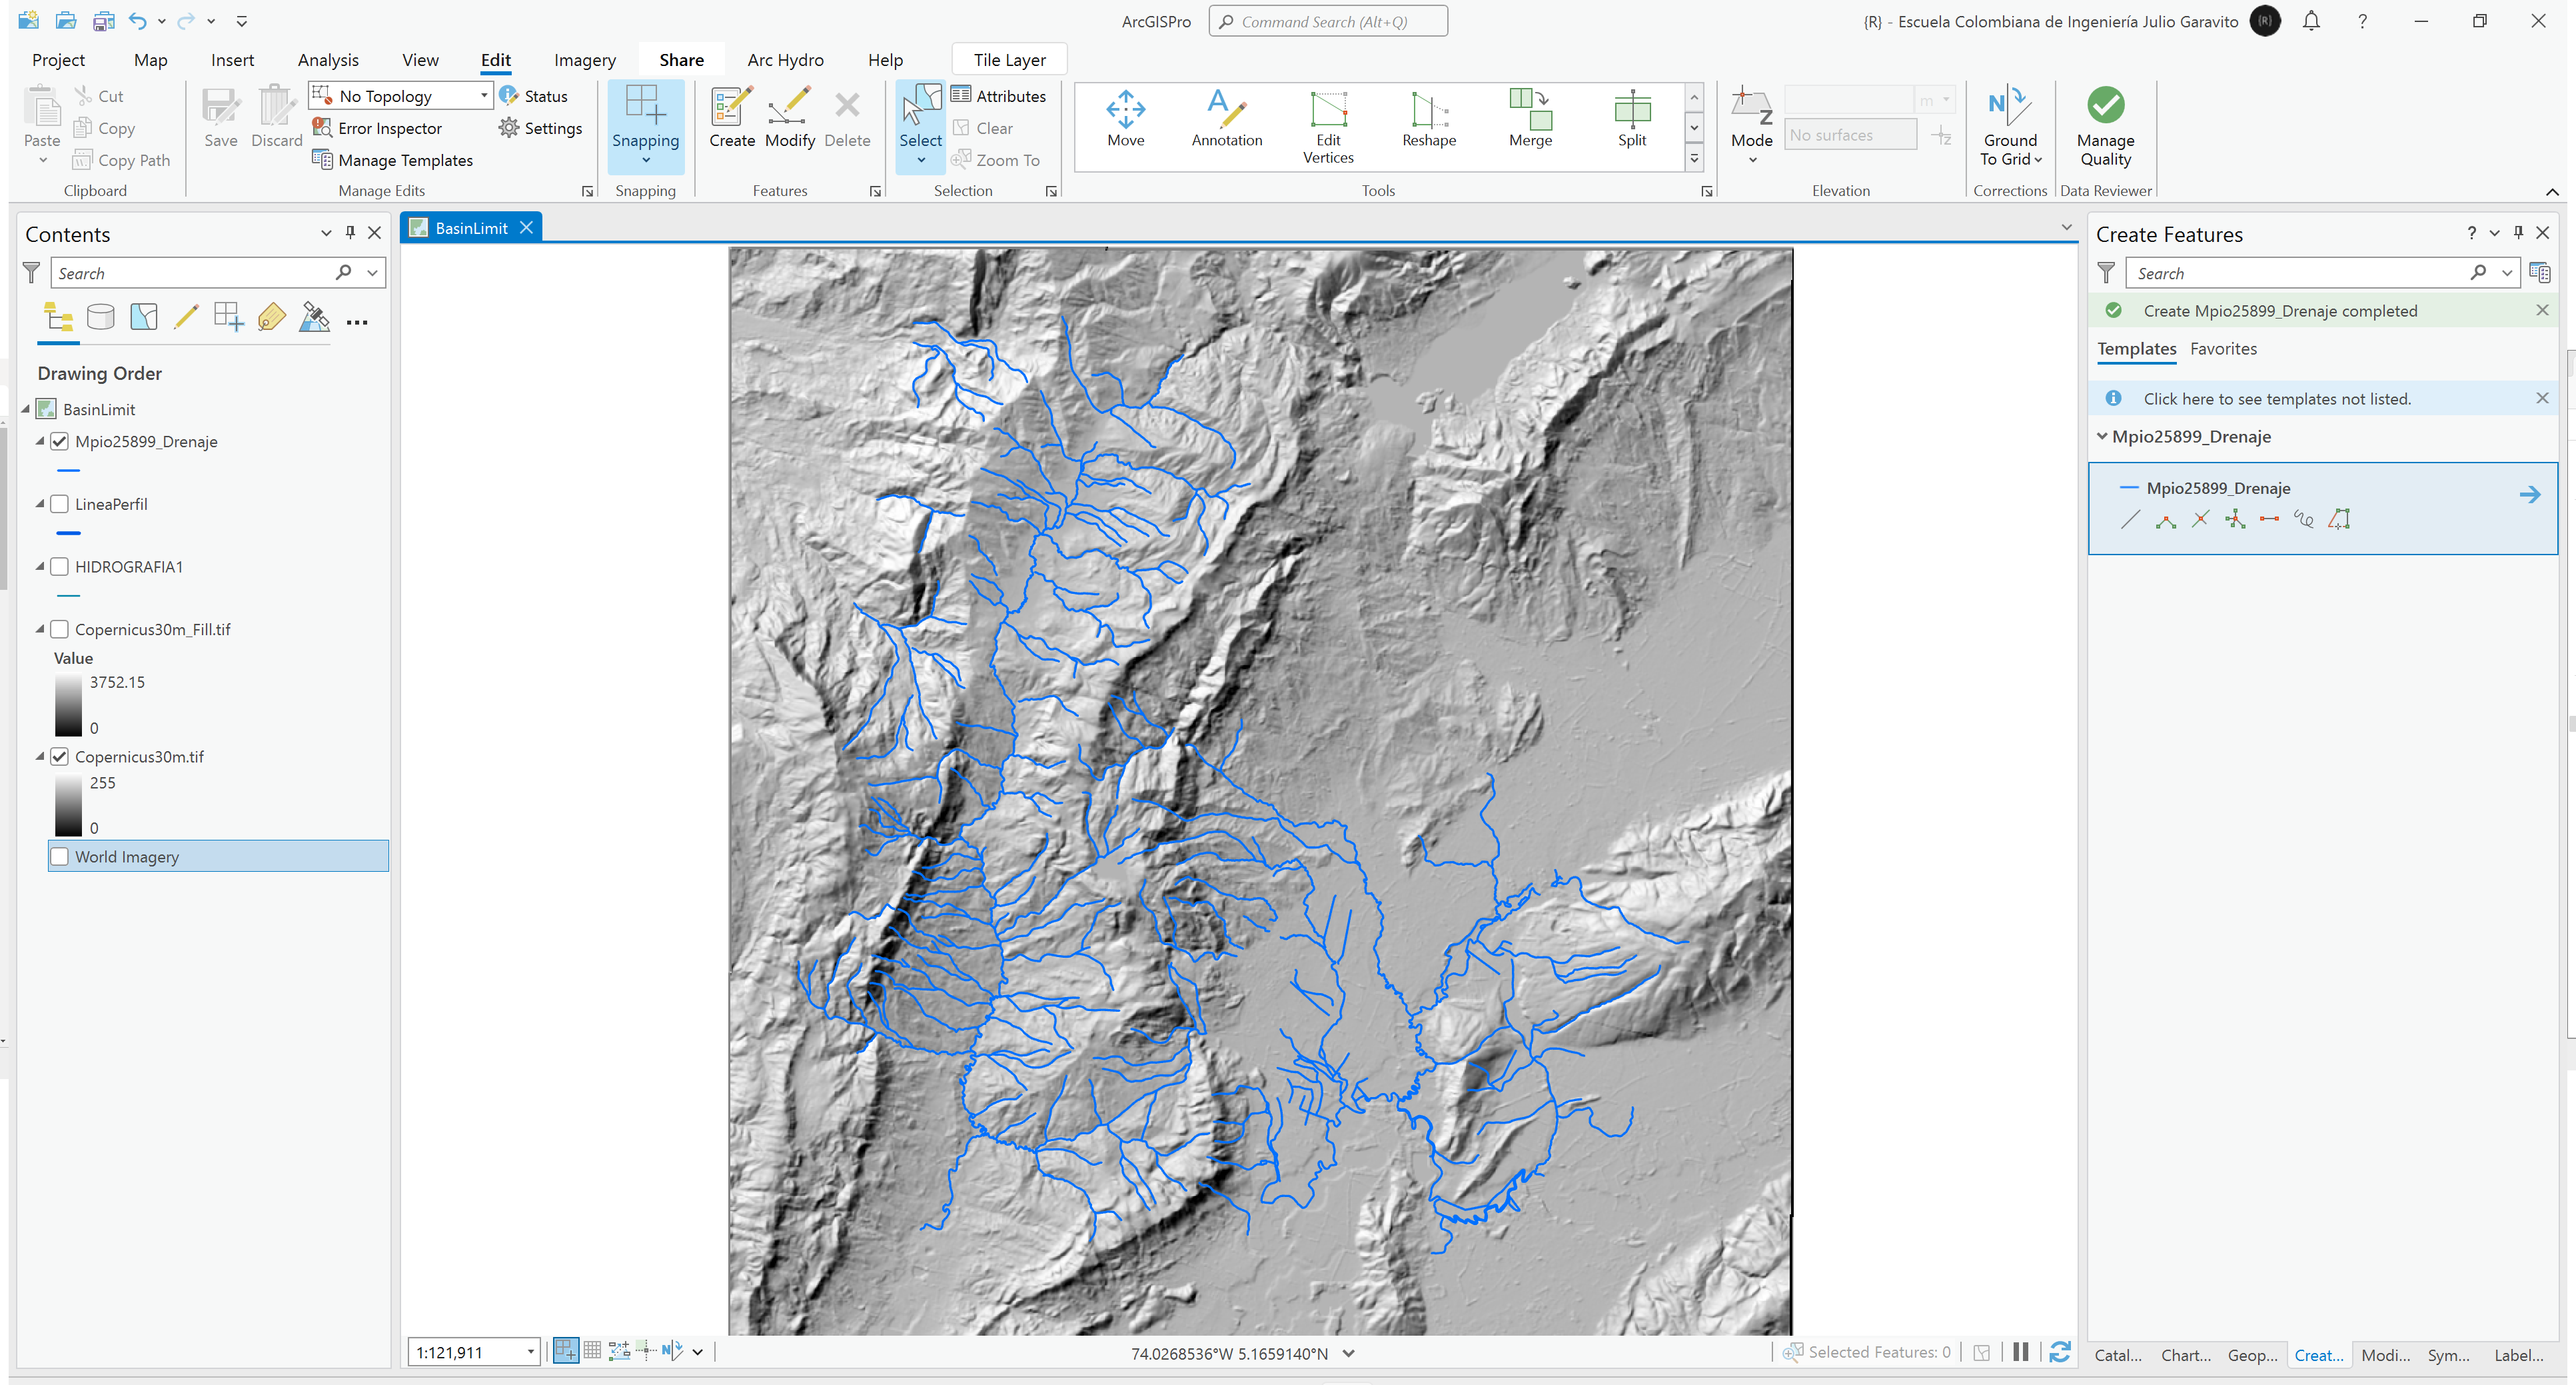 ArcGISPro
Command Search (Alt+Q)
{R} - Escuela Colombiana de Ingeniería Julio Garavito
{R}
?
Project
Map
Insert
Analysis
View
Edit
Imagery
Share
Arc Hydro
Help
Tile Layer
Paste
Cut
Copy
Copy Path
Clipboard
Save
Discard
No Topology
Error Inspector
Manage Templates
Status
Settings
Manage Edits
Snapping
Snapping
Create
Modify
Delete
Features
Select
Attributes
Clear
Zoom To
Selection
Move
Annotation
Edit
Vertices
Reshape
Merge
Split
Tools
Mode
m
No surfaces
Elevation
Ground
To Grid
Corrections
Manage
Quality
Data Reviewer
Contents
Search
Drawing Order
BasinLimit
Mpio25899_Drenaje
LineaPerfil
HIDROGRAFIA1
Copernicus30m_Fill.tif
Value
3752.15
0
Copernicus30m.tif
255
0
World Imagery
BasinLimit
1:121,911
74.0268536°W 5.1659140°N
Selected Features: 0
Create Features
?
Search
Create Mpio25899_Drenaje completed
Templates
Favorites
Click here to see templates not listed.
Mpio25899_Drenaje
Mpio25899_Drenaje
Catal...
Chart...
Geop...
Creat...
Modi...
Sym...
Label...